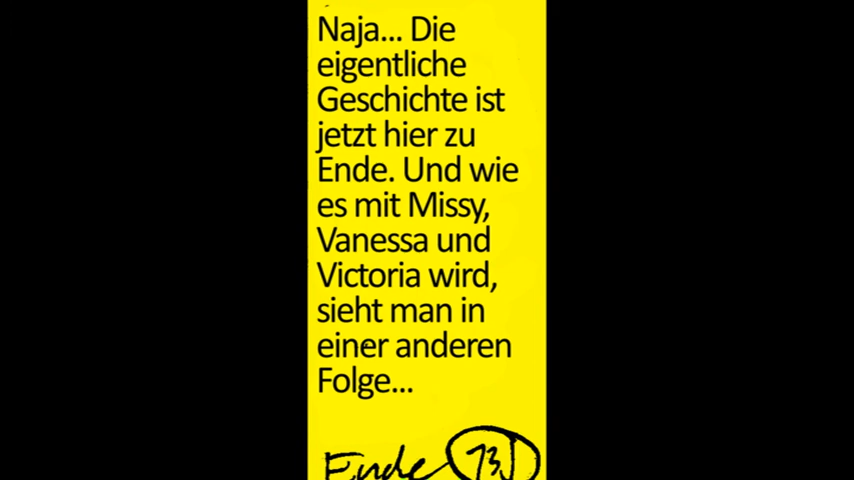 Naja... Die
eigentliche
Geschichte ist
jetzt hier zu
Ende. Und wie
es mit Missy,
Vanessa und
Victoria wird,
sieht man in
einer anderen
Folge...
Ende 13